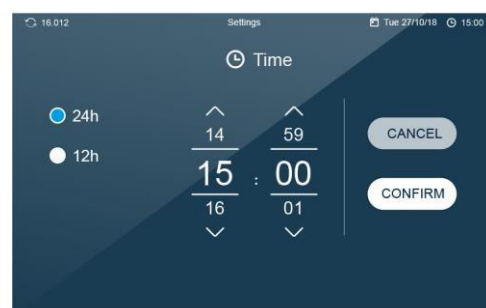 16.012 Settings Tue 27/10/18 15:00
Time
24h
12h
14 59
15 : 00
16 01
CANCEL
CONFIRM